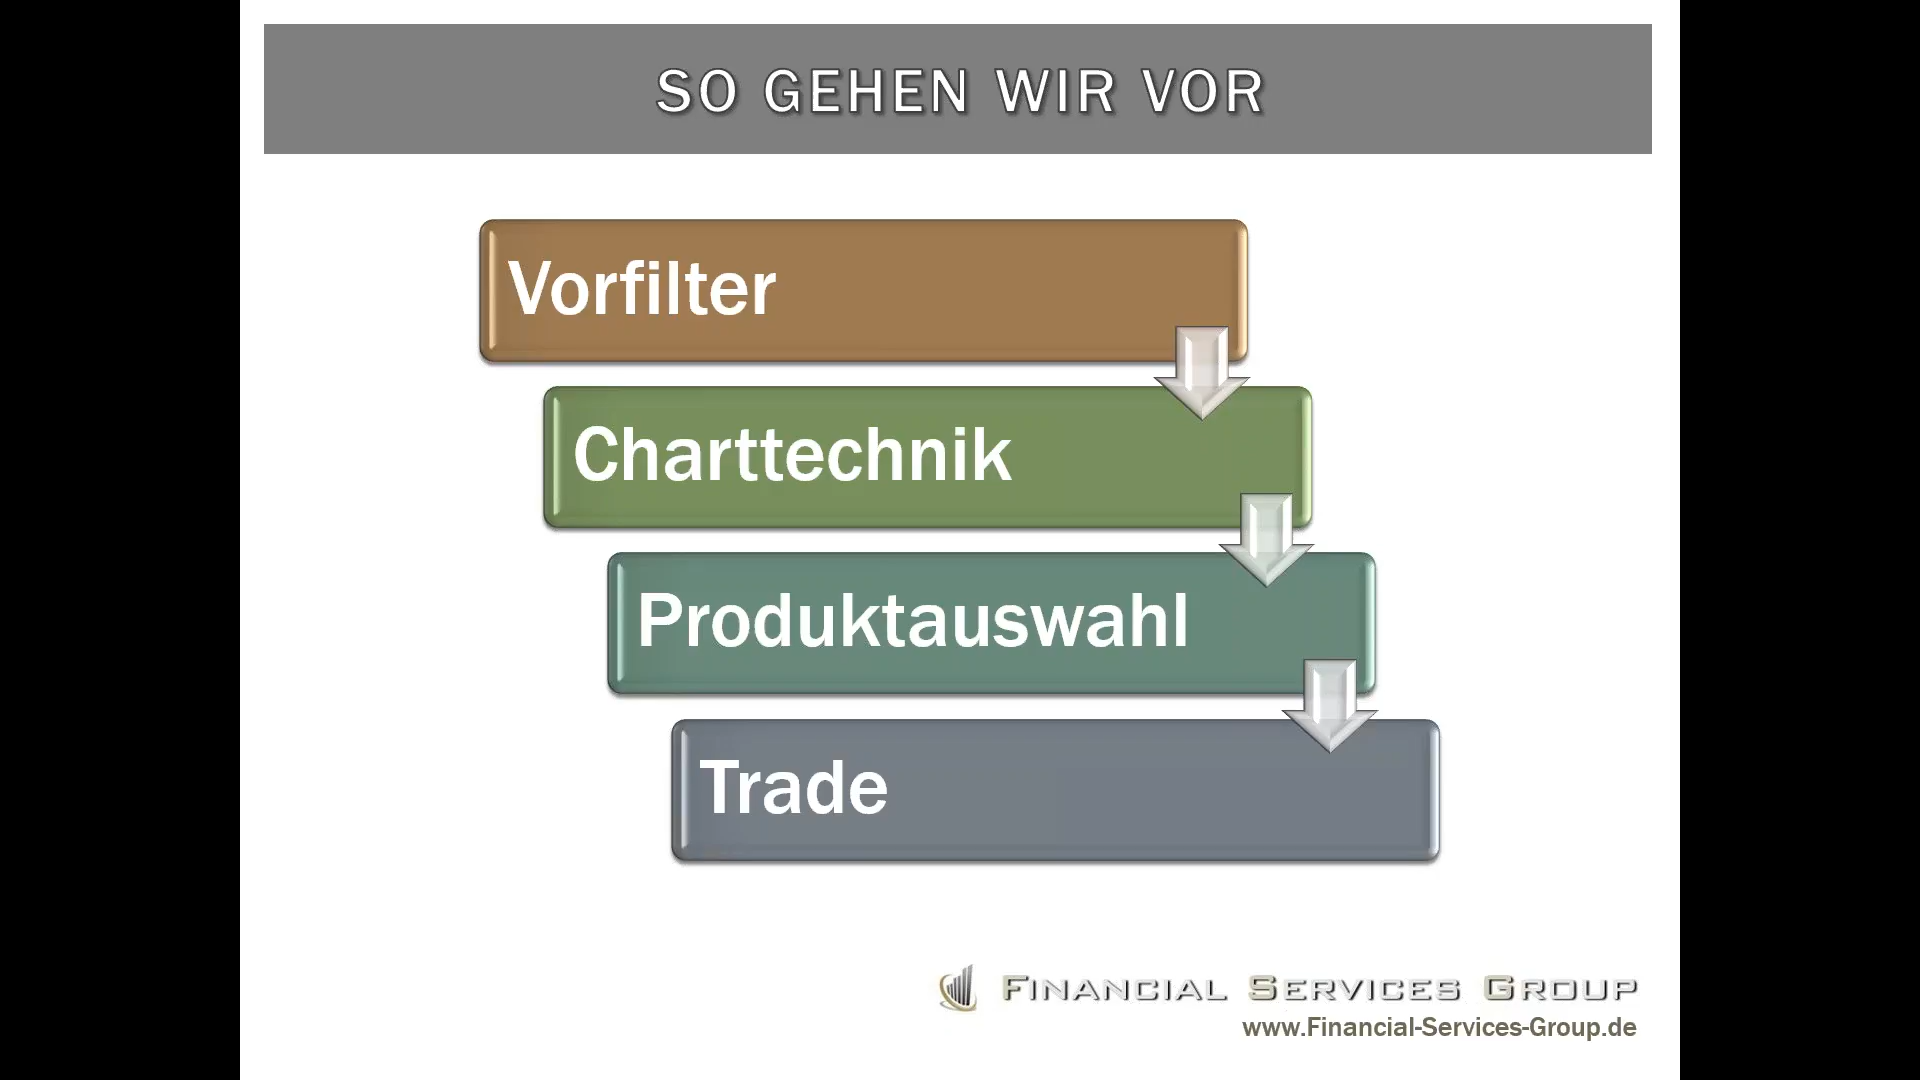 SO GEHEN WIR VOR
Vorfilter
Charttechnik
Produktauswahl
Trade
FINANCIAL SERVICES GROUP
www.Financial-Services-Group.de